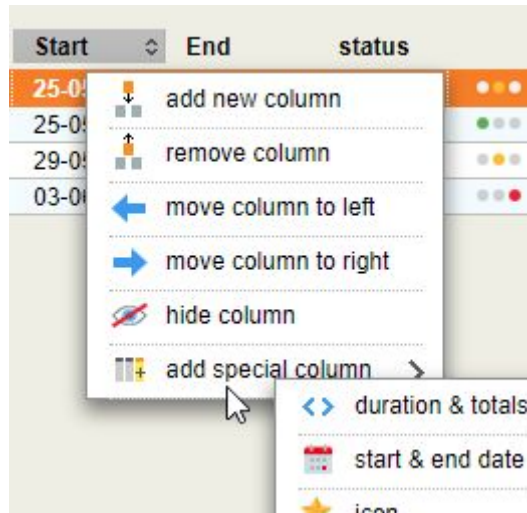 Start End status
25-0
25-0
29-0
03-0
add new column
remove column
move column to left
move column to right
hide column
add special column
duration & totals
start & end date
icon